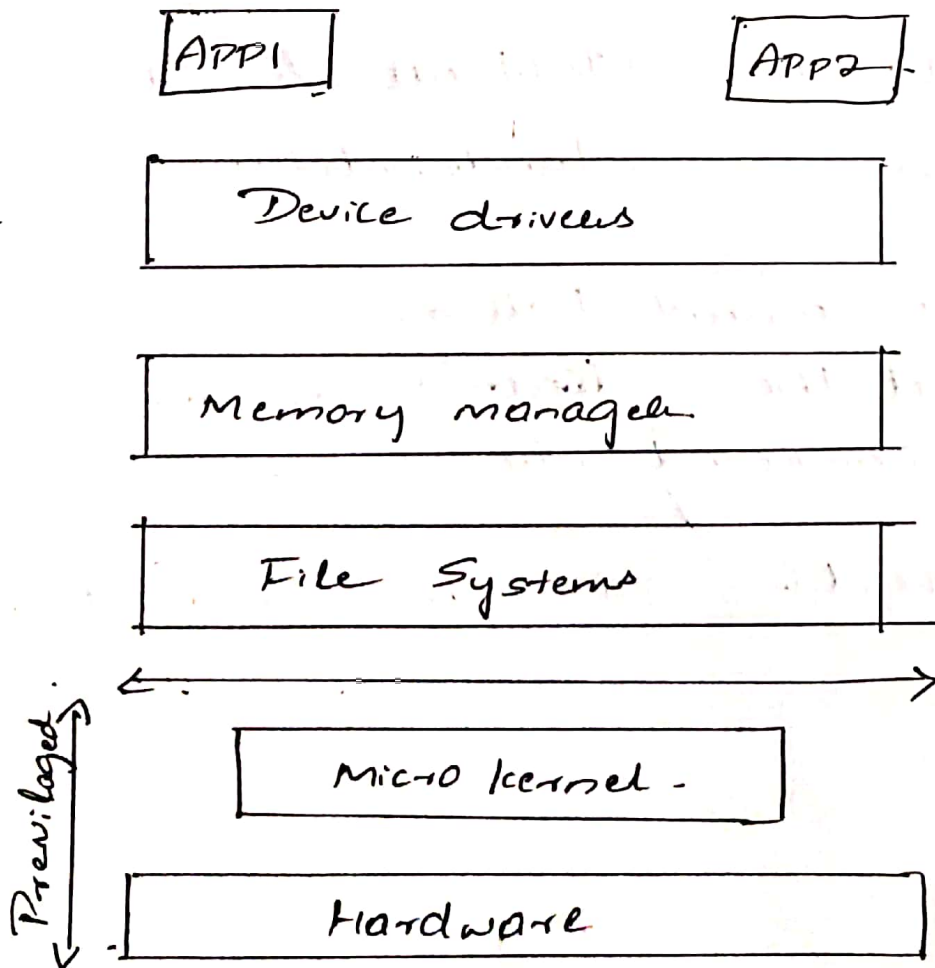 APP1 APP2
Device drivers
Memory manager
File Systems
Micro kernel
Hardware
Previlaged